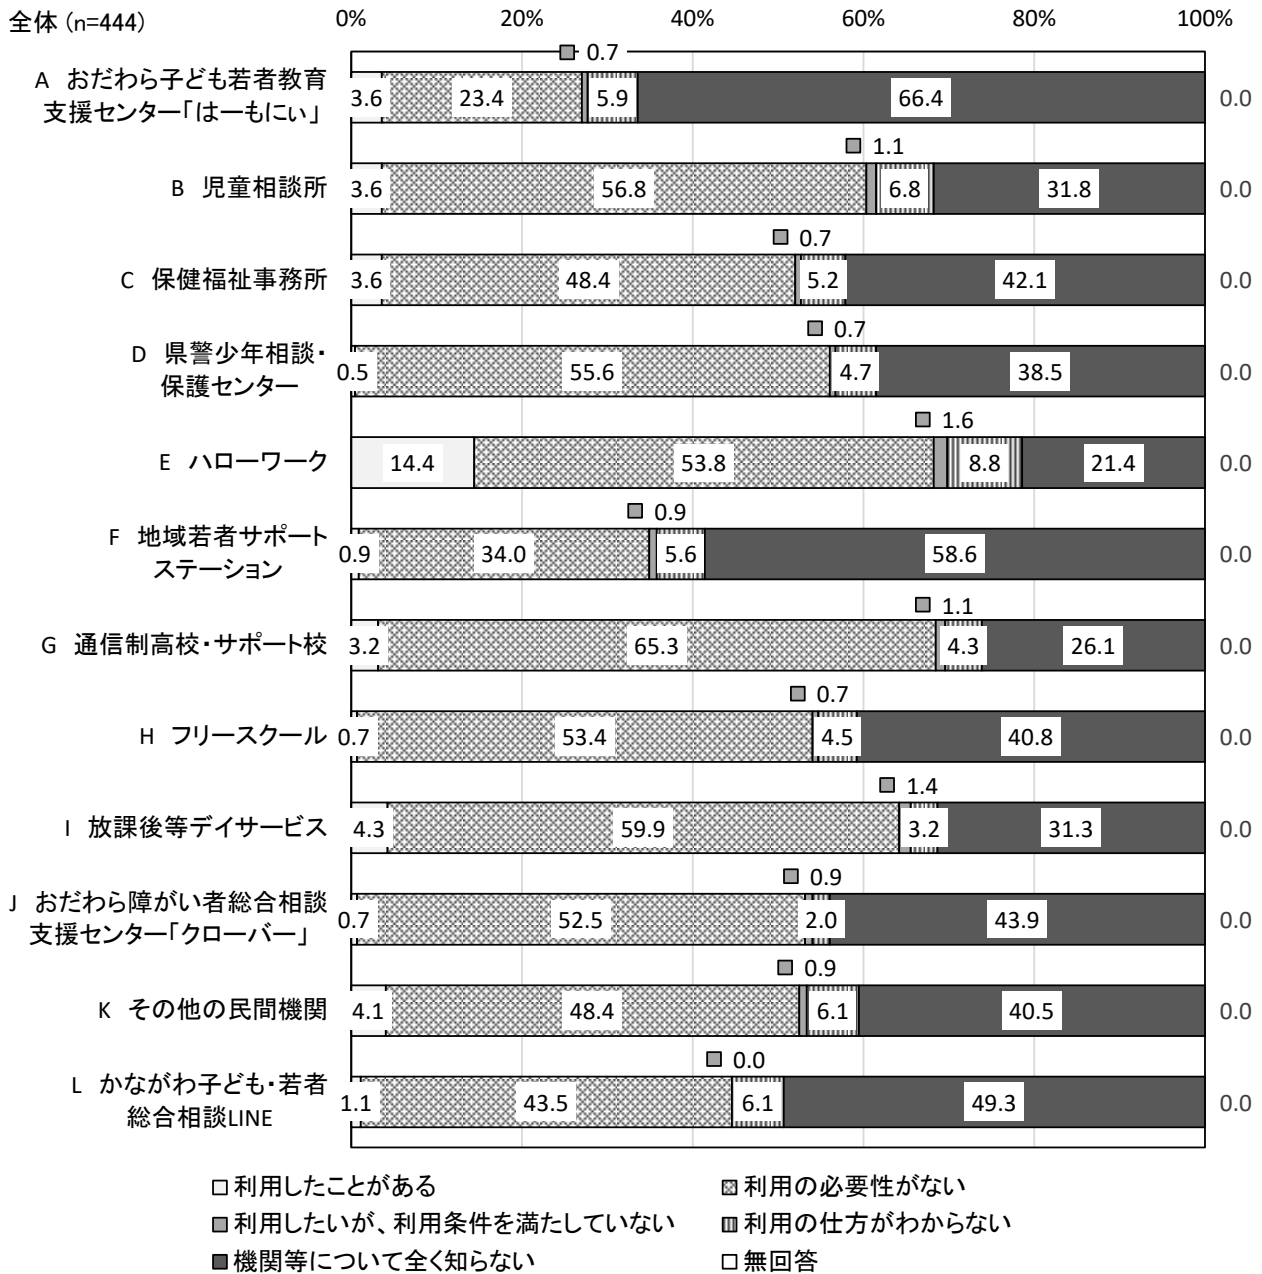 全体 (n=444)
0% 20% 40% 60% 80% 100%
0.7
A おだわら子ども若者教育
支援センター「はーもにぃ」
3.6 23.4 5.9 66.4 0.0
1.1
B 児童相談所 3.6 56.8 6.8 31.8 0.0
0.7
C 保健福祉事務所 3.6 48.4 5.2 42.1 0.0
0.7
D 県警少年相談・
保護センター
0.5 55.6 4.7 38.5 0.0
1.6
E ハローワーク 14.4 53.8 8.8 21.4 0.0
0.9
F 地域若者サポート
ステーション
0.9 34.0 5.6 58.6 0.0
1.1
G 通信制高校・サポート校 3.2 65.3 4.3 26.1 0.0
0.7
H フリースクール 0.7 53.4 4.5 40.8 0.0
1.4
I 放課後等デイサービス 4.3 59.9 3.2 31.3 0.0
0.9
J おだわら障がい者総合相談
支援センター「クローバー」
0.7 52.5 2.0 43.9 0.0
0.9
K その他の民間機関 4.1 48.4 6.1 40.5 0.0
0.0
L かながわ子ども・若者
総合相談LINE
1.1 43.5 6.1 49.3 0.0
利用したことがある 利用の必要性がない
利用したいが、利用条件を満たしていない 利用の仕方がわからない
機関等について全く知らない 無回答